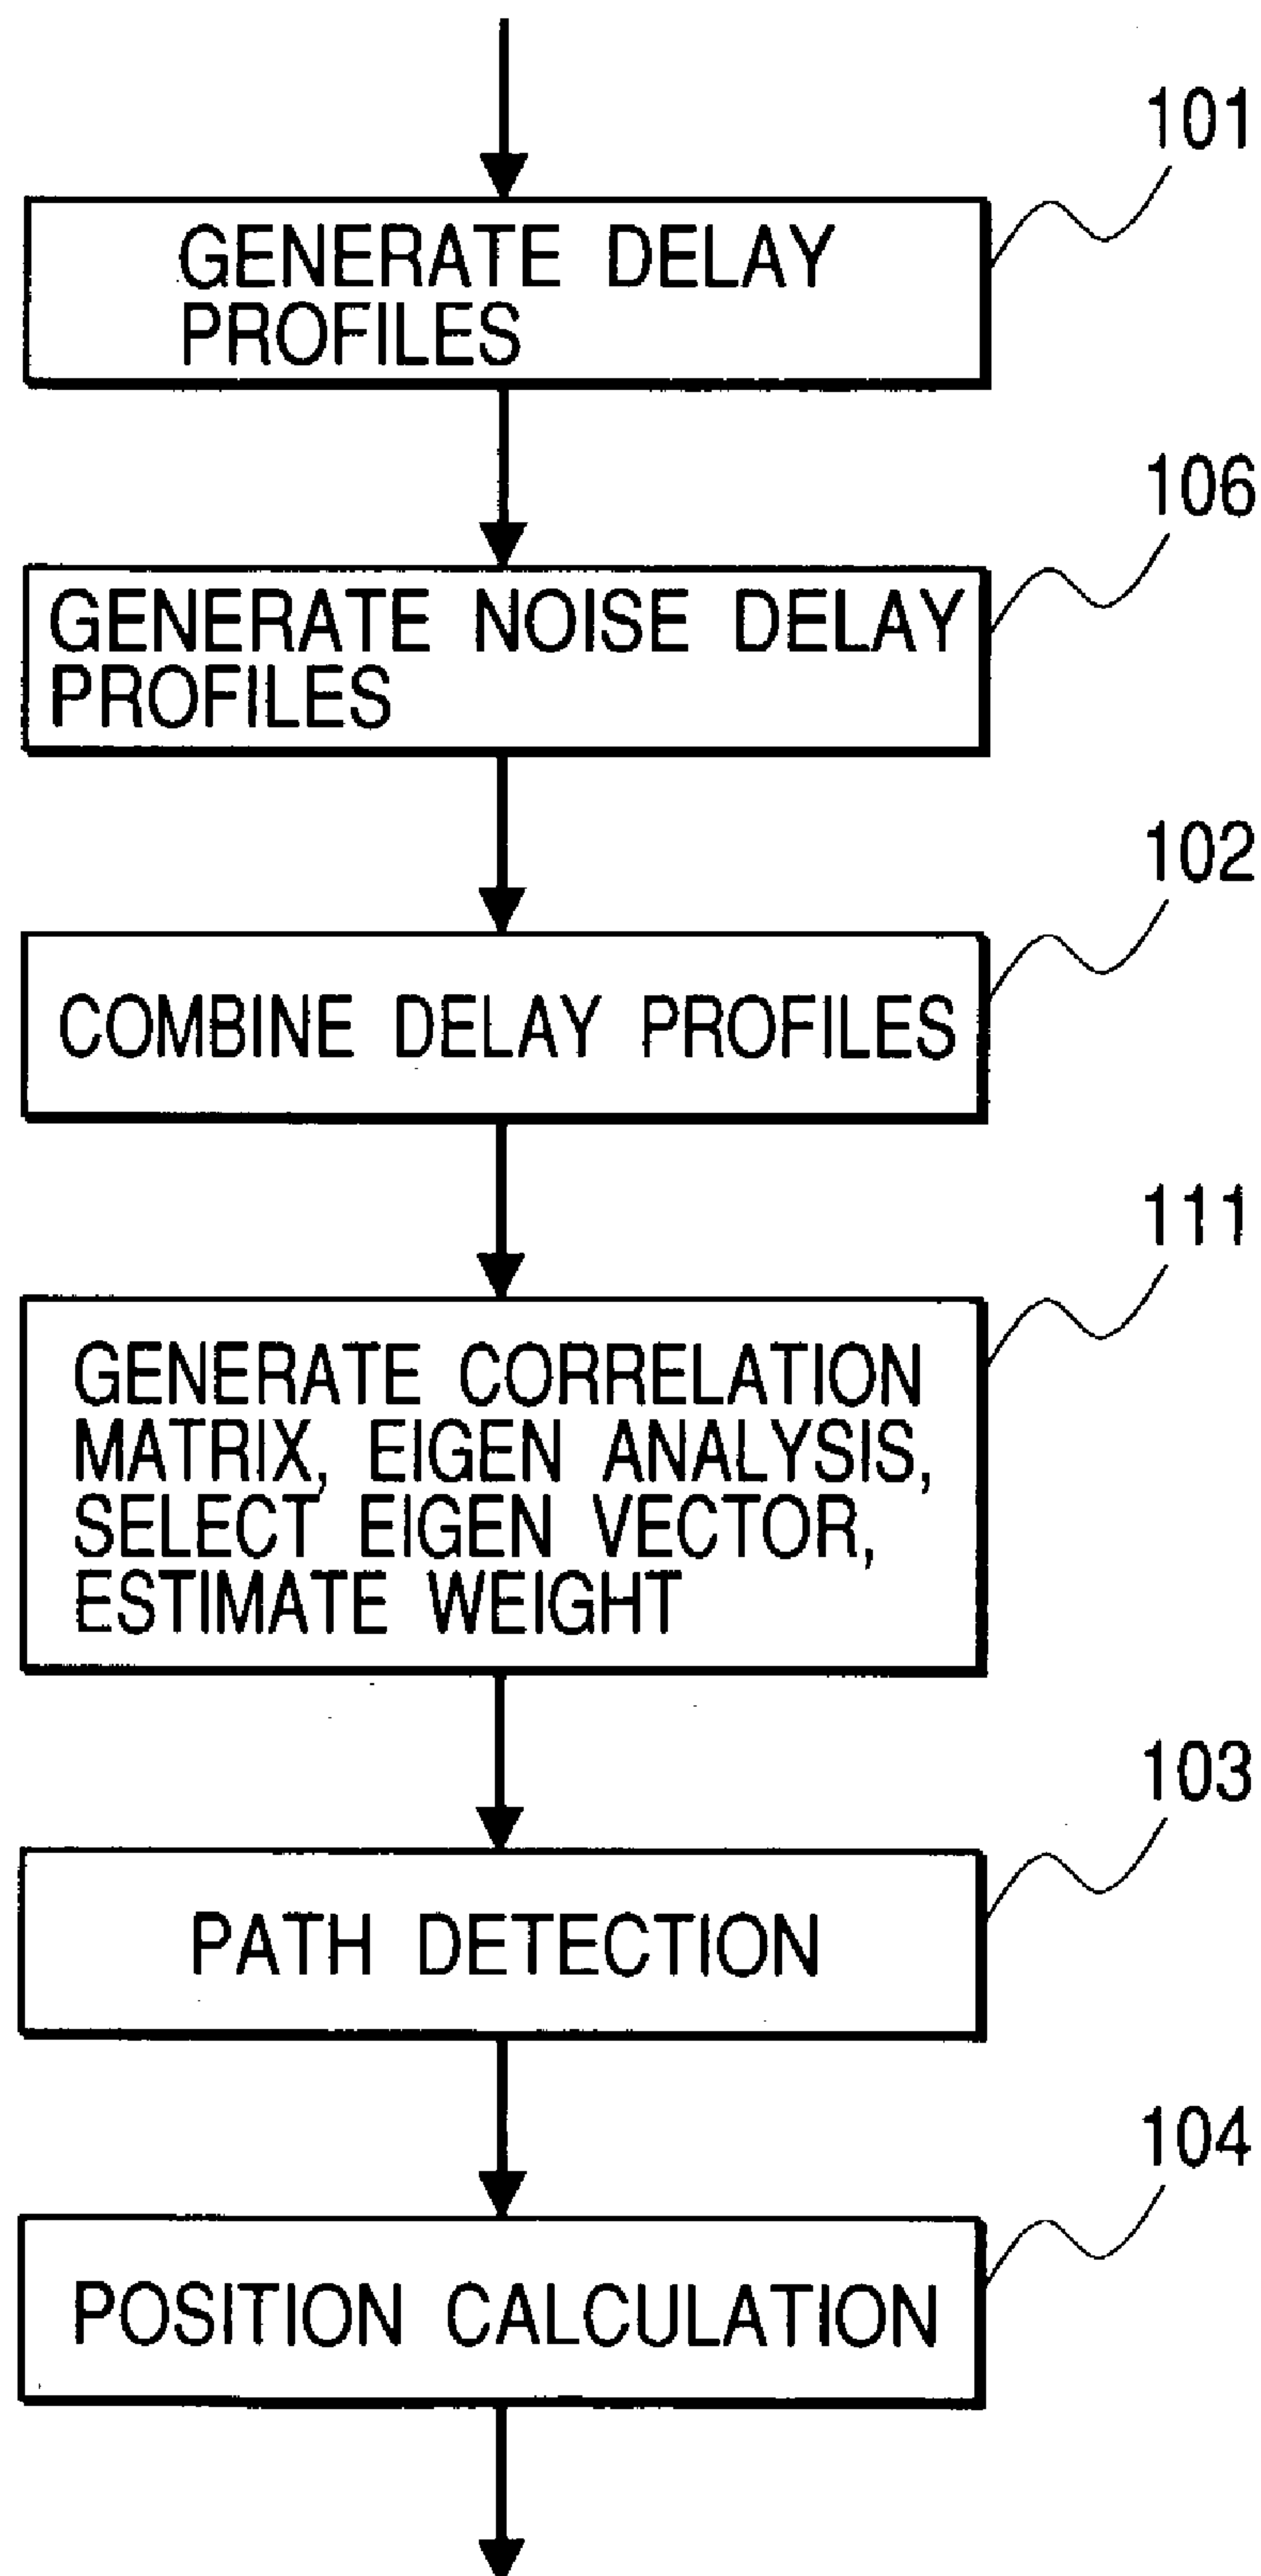 101
GENERATE DELAY
PROFILES
106
GENERATE NOISE DELAY
PROFILES
102
COMBINE DELAY PROFILES
111
GENERATE CORRELATION
MATRIX, EIGEN ANALYSIS,
SELECT EIGEN VECTOR,
ESTIMATE WEIGHT
103
PATH DETECTION
104
POSITION CALCULATION